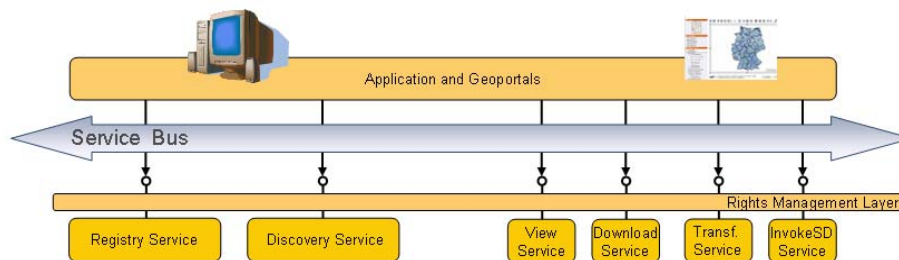 Application and Geoportals
Service Bus
Rights Management Layer
Registry Service
Discovery Service
View
Service
Download
Service
Transf.
Service
InvokeSD
Service